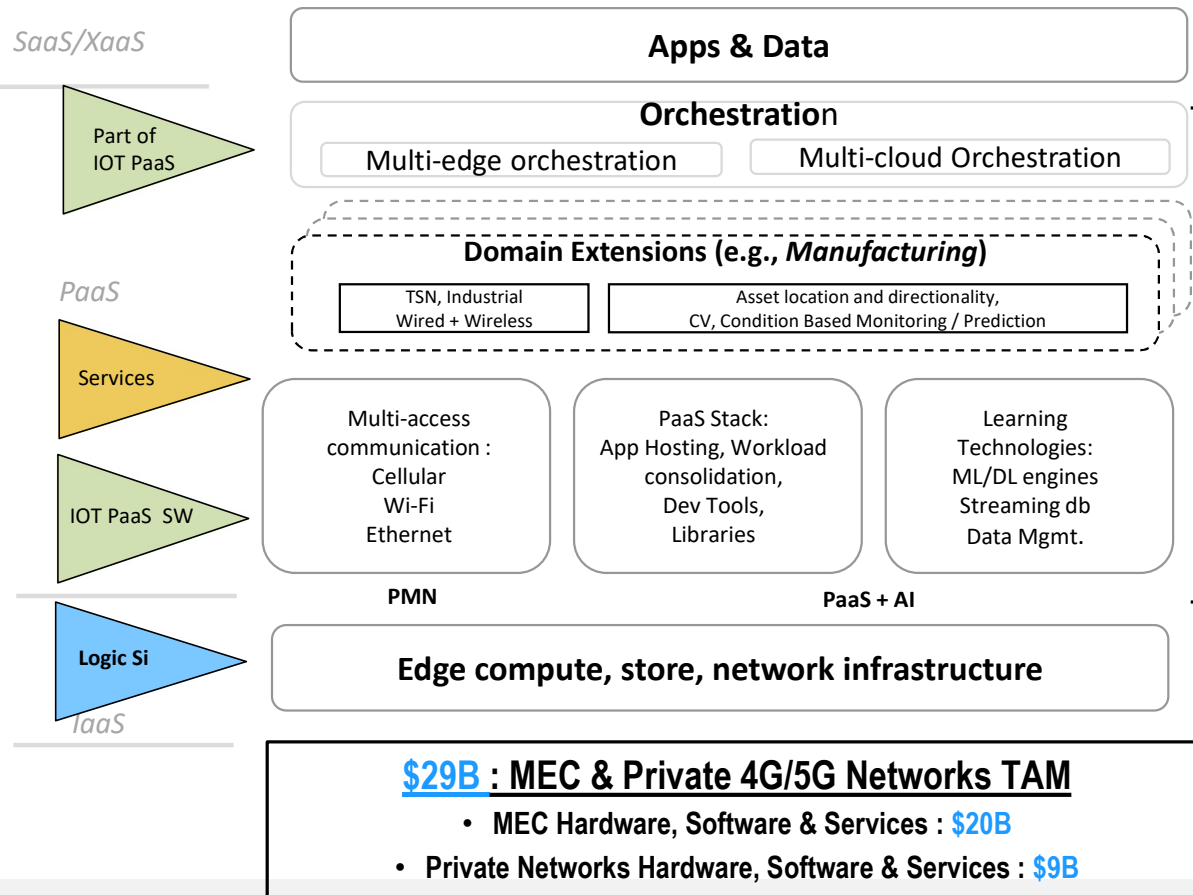 SaaS/XaaS
Apps & Data
Part of
IOT PaaS
Orchestration
Multi-edge orchestration
Multi-cloud Orchestration
Domain Extensions (e.g., Manufacturing)
TSN, Industrial
Wired + Wireless
Asset location and directionality,
CV, Condition Based Monitoring / Prediction
PaaS
Services
IOT PaaS SW
Multi-access
communication :
Cellular
Wi-Fi
Ethernet
PaaS Stack:
App Hosting, Workload
consolidation,
Dev Tools,
Libraries
Learning
Technologies:
ML/DL engines
Streaming db
Data Mgmt.
PMN
PaaS + AI
Logic Si
Edge compute, store, network infrastructure
IaaS
$29B : MEC & Private 4G/5G Networks TAM
• MEC Hardware, Software & Services : $20B
• Private Networks Hardware, Software & Services : $9B